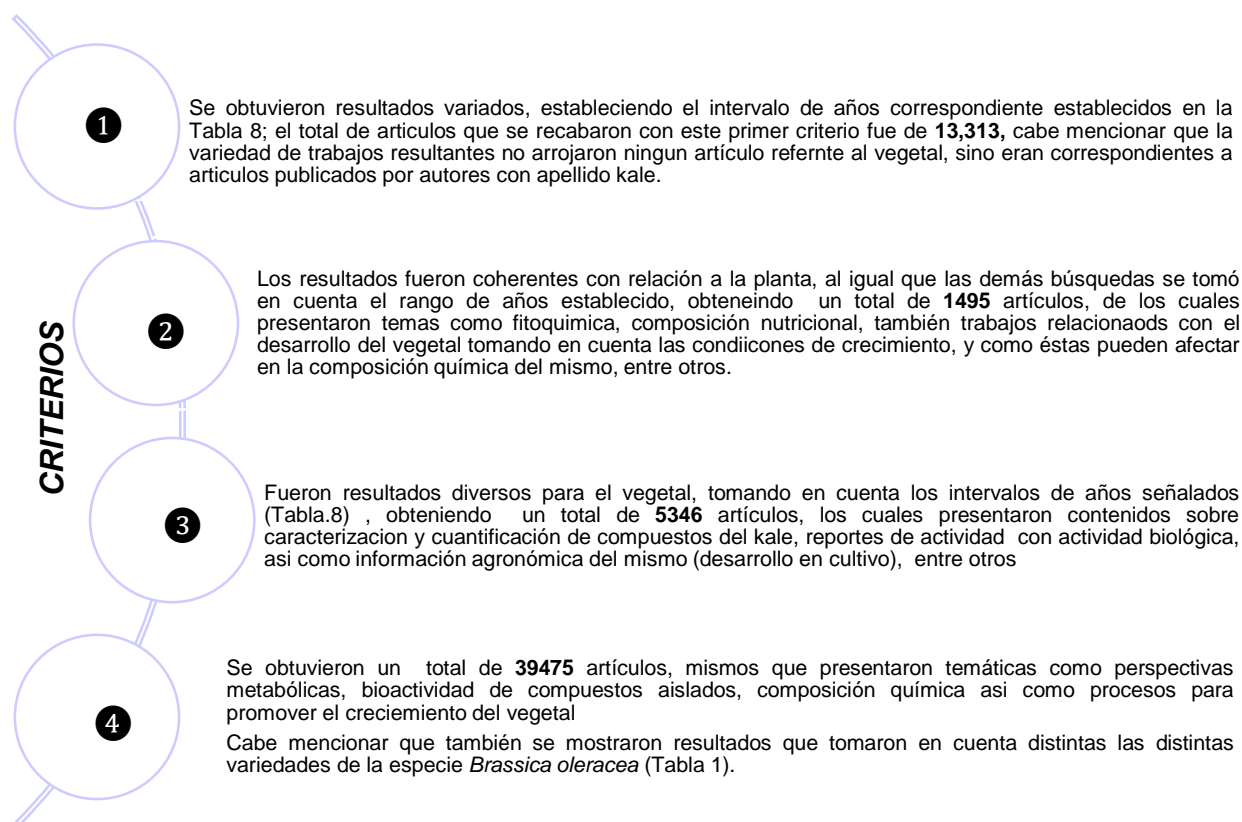 CRITERIOS
❶
Se obtuvieron resultados variados, estableciendo el intervalo de años correspondiente establecidos en la
Tabla 8; el total de articulos que se recabaron con este primer criterio fue de 13,313, cabe mencionar que la
variedad de trabajos resultantes no arrojaron ningun artículo refernte al vegetal, sino eran correspondientes a
articulos publicados por autores con apellido kale.
❷
Los resultados fueron coherentes con relación a la planta, al igual que las demás búsquedas se tomó
en cuenta el rango de años establecido, obteneindo un total de 1495 artículos, de los cuales
presentaron temas como fitoquimica, composición nutricional, también trabajos relacionaods con el
desarrollo del vegetal tomando en cuenta las condiicones de crecimiento, y como éstas pueden afectar
en la composición química del mismo, entre otros.
❸
Fueron resultados diversos para el vegetal, tomando en cuenta los intervalos de años señalados
(Tabla.8) , obteniendo un total de 5346 artículos, los cuales presentaron contenidos sobre
caracterizacion y cuantificación de compuestos del kale, reportes de actividad con actividad biológica,
asi como información agronómica del mismo (desarrollo en cultivo), entre otros
❹
Se obtuvieron un total de 39475 artículos, mismos que presentaron temáticas como perspectivas
metabólicas, bioactividad de compuestos aislados, composición química asi como procesos para
promover el creciemiento del vegetal
Cabe mencionar que también se mostraron resultados que tomaron en cuenta distintas las distintas
variedades de la especie Brassica oleracea (Tabla 1).